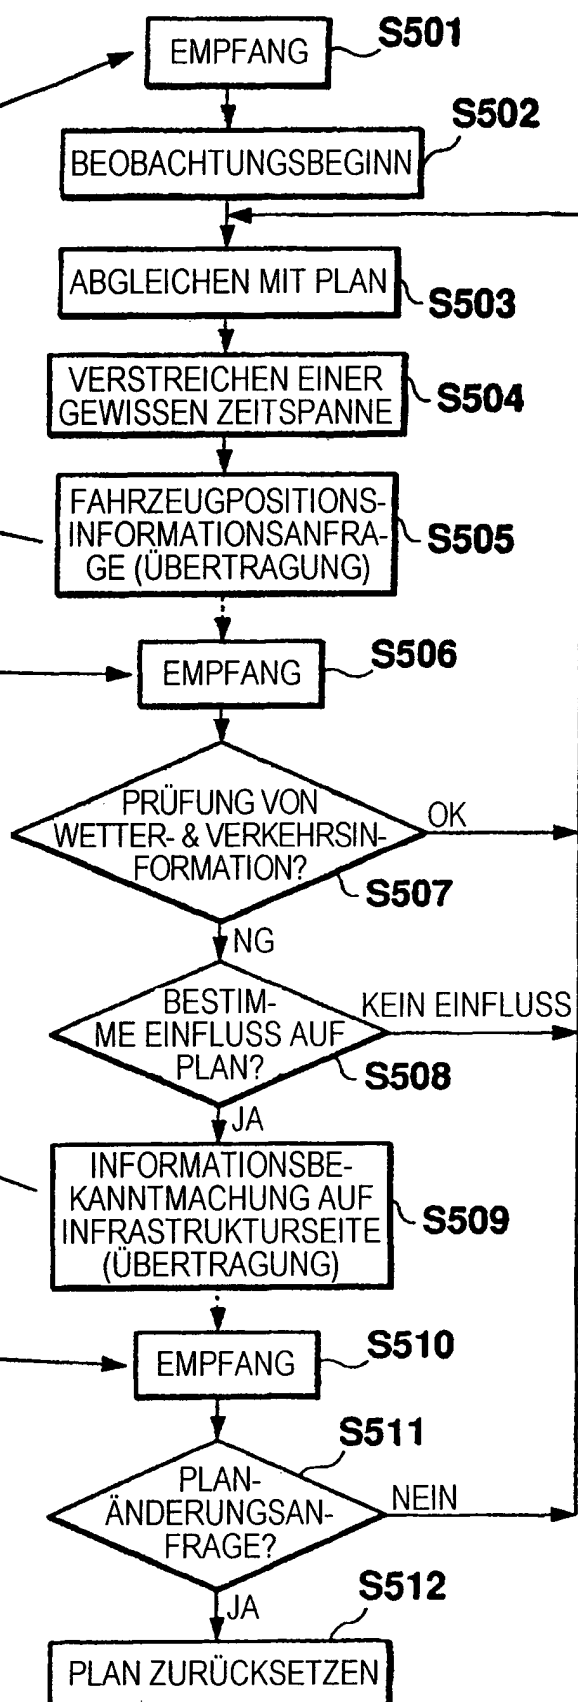 EMPFANG
S501
S502
BEOBACHTUNGSBEGINN
ABGLEICHEN MIT PLAN
S503
VERSTREICHEN EINER
GEWISSEN ZEITSPANNE
S504
FAHRZEUGPOSITIONS-
INFORMATIONSANFRA-
GE (ÜBERTRAGUNG)
S505
EMPFANG
S506
PRÜFUNG VON
WETTER- & VERKEHRSIN-
FORMATION?
OK
S507
NG
BESTIM-
ME EINFLUSS AUF
PLAN?
KEIN EINFLUSS
S508
JA
INFORMATIONSBE-
KANNTMACHUNG AUF
INFRASTRUKTURSEITE
(ÜBERTRAGUNG)
S509
EMPFANG
S510
S511
PLAN-
ÄNDERUNGSAN-
FRAGE?
NEIN
JA
S512
PLAN ZURÜCKSETZEN